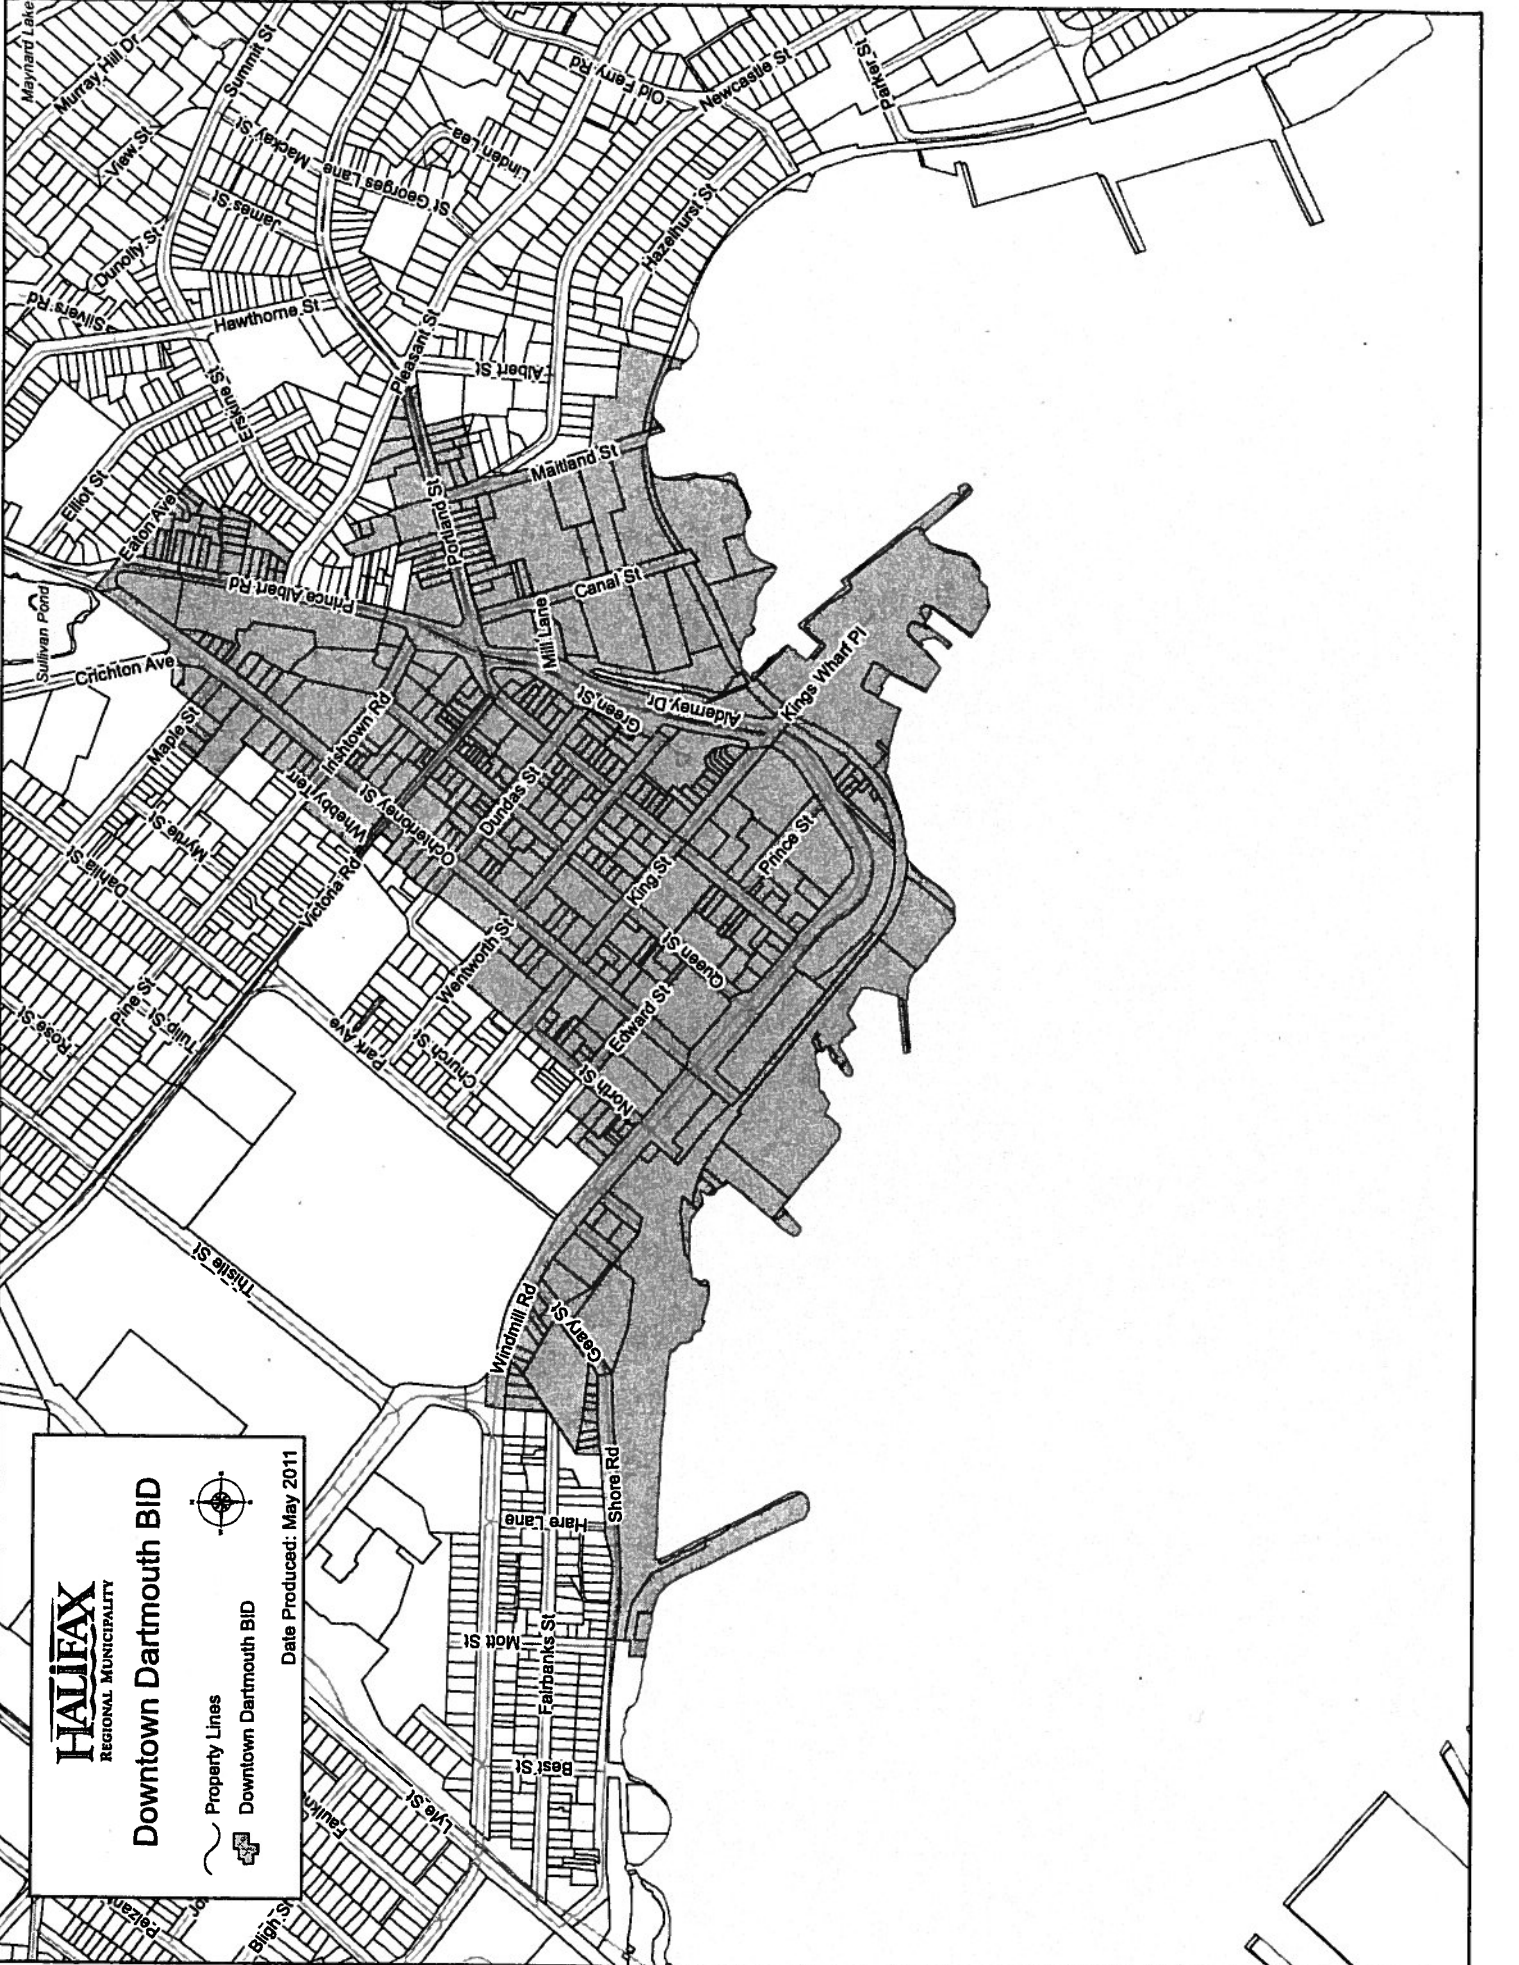 HALIFAX
REGIONAL MUNICIPALITY
Downtown Dartmouth BID
Property Lines
Downtown Dartmouth BID
Date Produced: May 2011
Maynard Lake
Murray Hill Dr
Summit St
View St
Mackay St
Georges Lane
St
Linden Lea
Old Ferry Rd
Newcastle St
Parker St
James St
Dunolly St
Silvers Rd
Hawthorne St
Hazelhurst St
Pleasant St
Albert St
Erskine St
Elliot St
Eaton Ave
Maitland St
Portland St
Prince Albert Rd
Canal St
Mill Lane
Sullivan Pond
Crichton Ave
Kings Wharf Pl
Alderney Dr
Green St
Irishtown Rd
Maple St
Whebby Terr
Ochterloney St
Dundas St
Myrtle St
Dahlia St
Victoria Rd
King St
Prince St
Queen St
Wentworth St
Edward St
North St
Church St
Park Ave
Rose St
Pine St
Tulip St
Thistle St
Windmill Rd
Geary St
Shore Rd
Hare Lane
Mott St
Fairbanks St
Best St
Lyle St
Faulkn
Pelzant
Jo
Bligh St